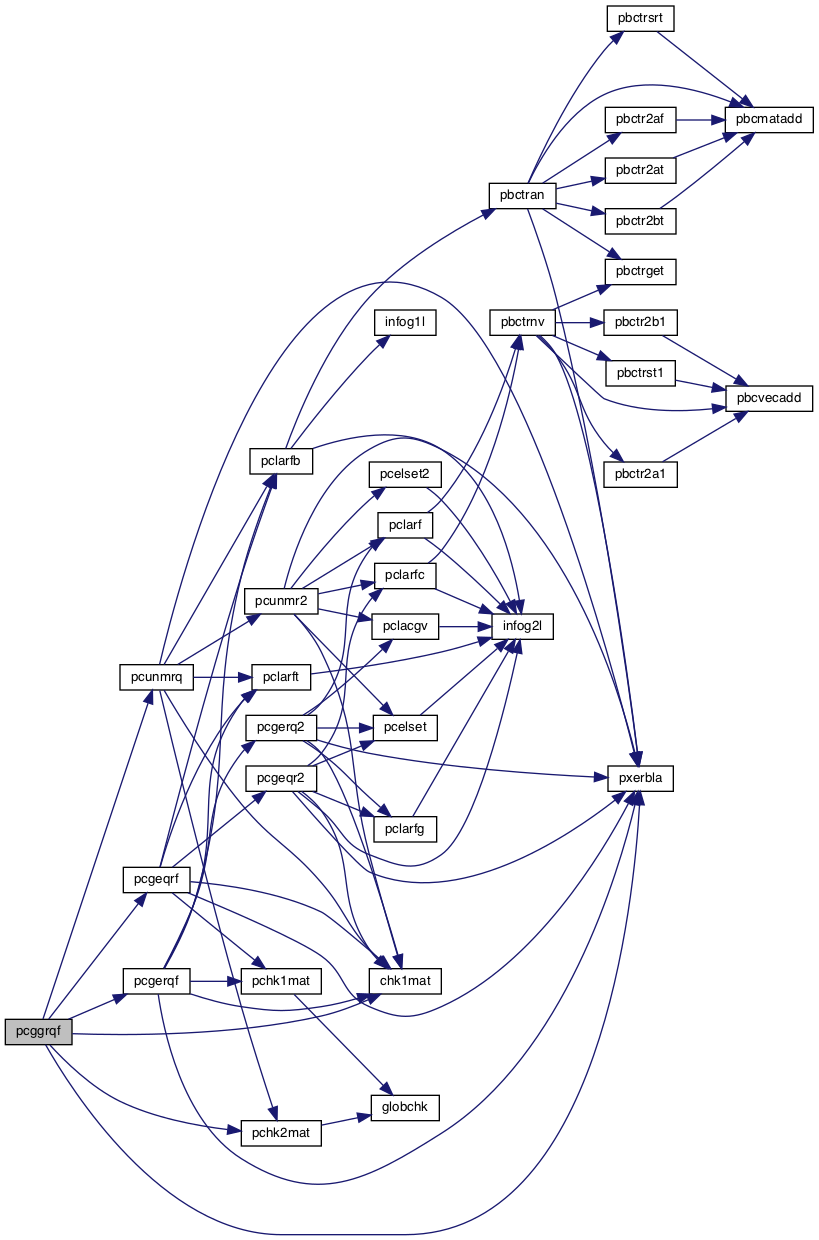 pbctrsrt
pbctr2af
pbcmatadd
pbctr2at
pbctran
pbctr2bt
pbctrget
infog1l
pbctrnv
pbctr2b1
pbctrst1
pbcvecadd
pclarfb
pcelset2
pbctr2a1
pclarf
pclarfc
pcunmr2
pclacgv
infog2l
pcunmrq
pclarft
pcgerq2
pcelset
pcgeqr2
pxerbla
pclarfg
pcgeqrf
pcgerqf
pchk1mat
chk1mat
pcggrqf
globchk
pchk2mat